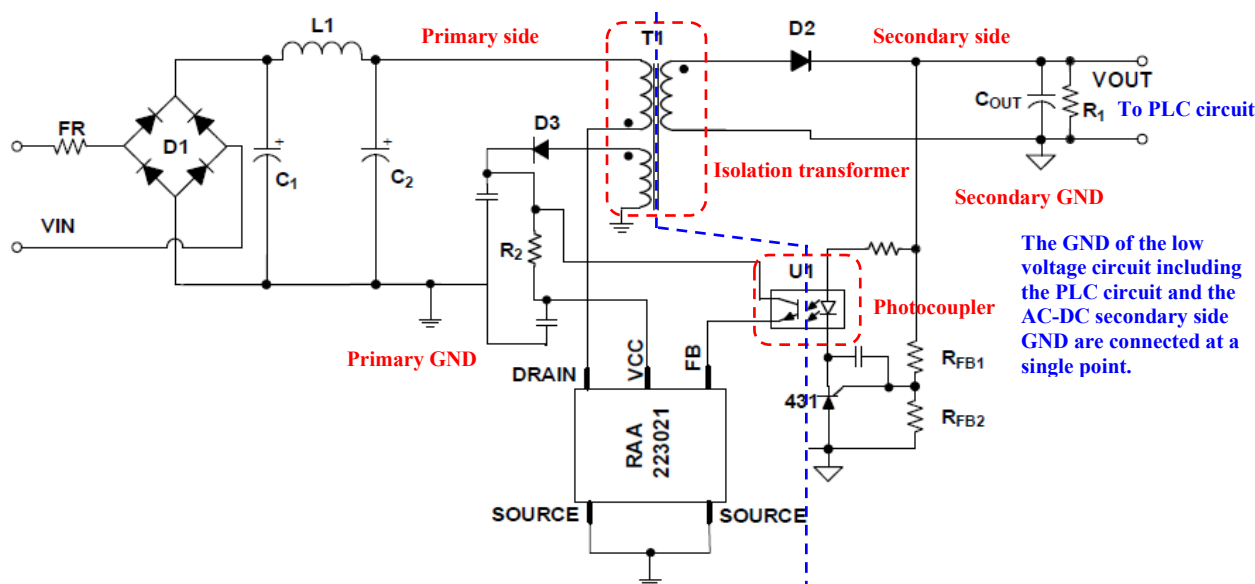 L1
Primary side
T1
D2
Secondary side
FR
D1
C1
+
C2
+
D3
COUT
VOUT
R1
To PLC circuit
Isolation transformer
Secondary GND
VIN
R2
U1
The GND of the low
voltage circuit including
the PLC circuit and the
AC-DC secondary side
GND are connected at a
single point.
Photocoupler
Primary GND
DRAIN
VCC
FB
RFB1
431
RFB2
RAA
223021
SOURCE
SOURCE